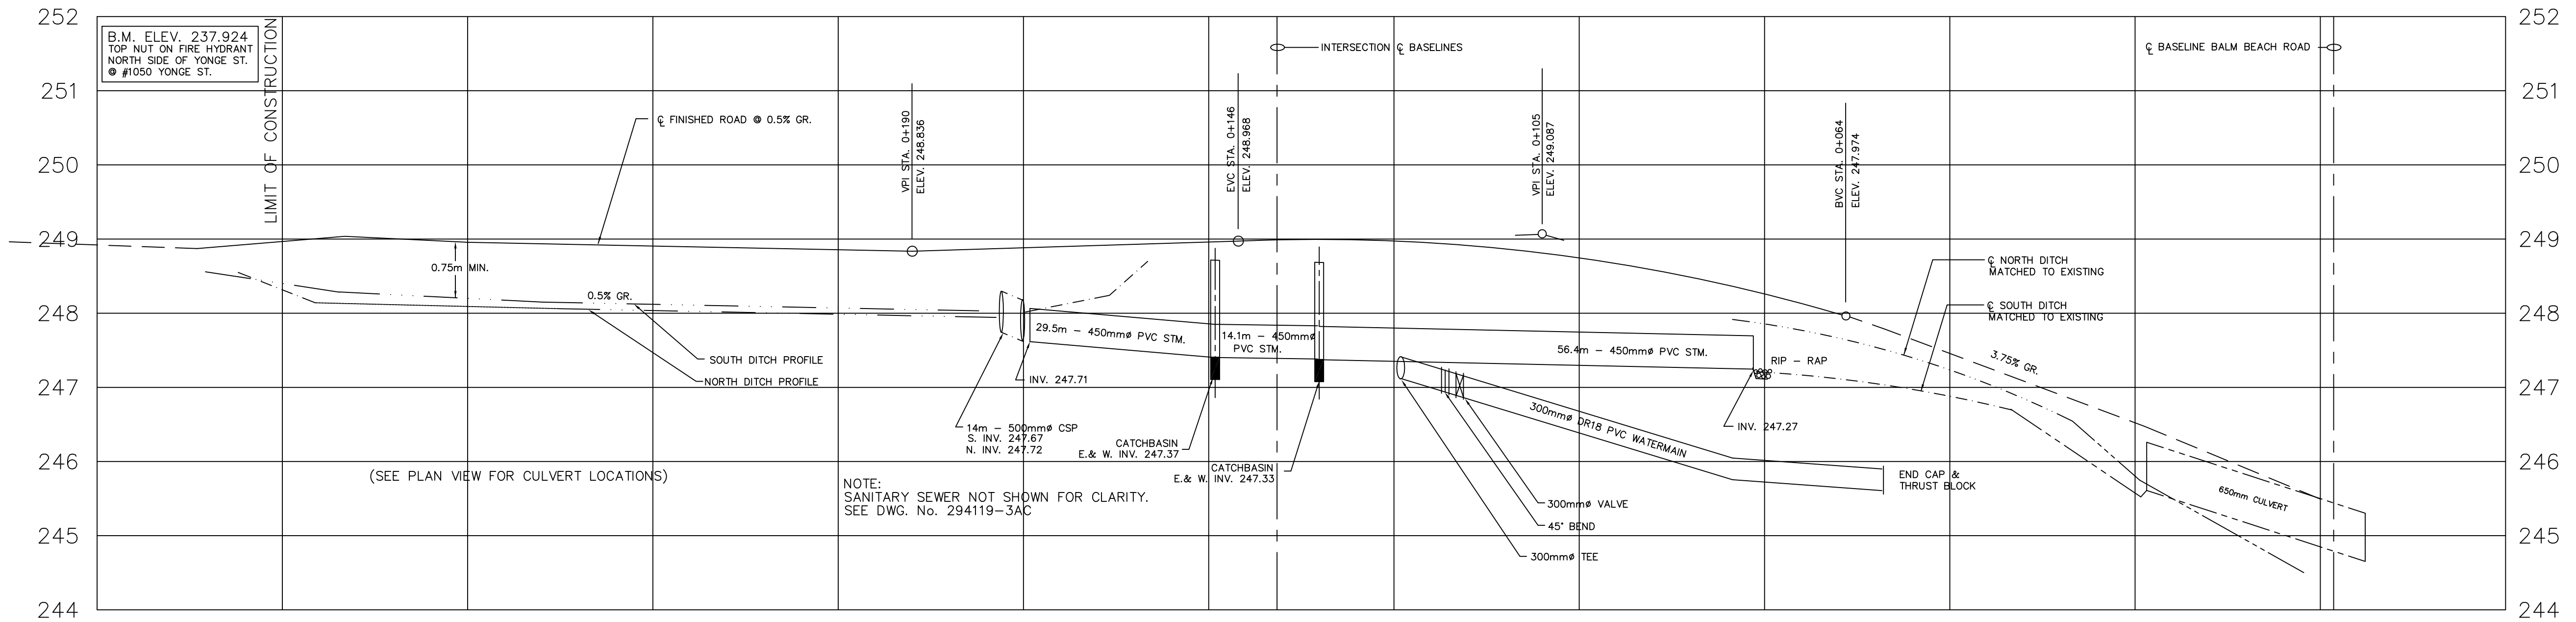 252
251
250
249
248
247
246
245
244
B.M. ELEV. 237.924
TOP NUT ON FIRE HYDRANT
NORTH SIDE OF YONGE ST.
@ #1050 YONGE ST.
LIMIT OF CONSTRUCTION
℄ FINISHED ROAD @ 0.5% GR.
VPI STA. 0+190
ELEV. 248.836
EVC STA. 0+146
ELEV. 248.968
INTERSECTION ℄ BASELINES
VPI STA. 0+105
ELEV. 249.087
BVC STA. 0+064
ELEV. 247.974
℄ BASELINE BALM BEACH ROAD
0.75m MIN.
0.5% GR.
SOUTH DITCH PROFILE
NORTH DITCH PROFILE
29.5m - 450mmø PVC STM.
14.1m - 450mmø
PVC STM.
56.4m - 450mmø PVC STM.
INV. 247.71
14m - 500mmø CSP
S. INV. 247.67
N. INV. 247.72
CATCHBASIN
E.& W. INV. 247.37
CATCHBASIN
E.& W. INV. 247.33
RIP - RAP
INV. 247.27
℄ NORTH DITCH
MATCHED TO EXISTING
℄ SOUTH DITCH
MATCHED TO EXISTING
3.75% GR.
300mmø DR18 PVC WATERMAIN
END CAP &
THRUST BLOCK
650mm CULVERT
300mmø VALVE
45° BEND
300mmø TEE
(SEE PLAN VIEW FOR CULVERT LOCATIONS)
NOTE:
SANITARY SEWER NOT SHOWN FOR CLARITY.
SEE DWG. No. 294119-3AC
252
251
250
249
248
247
246
245
244